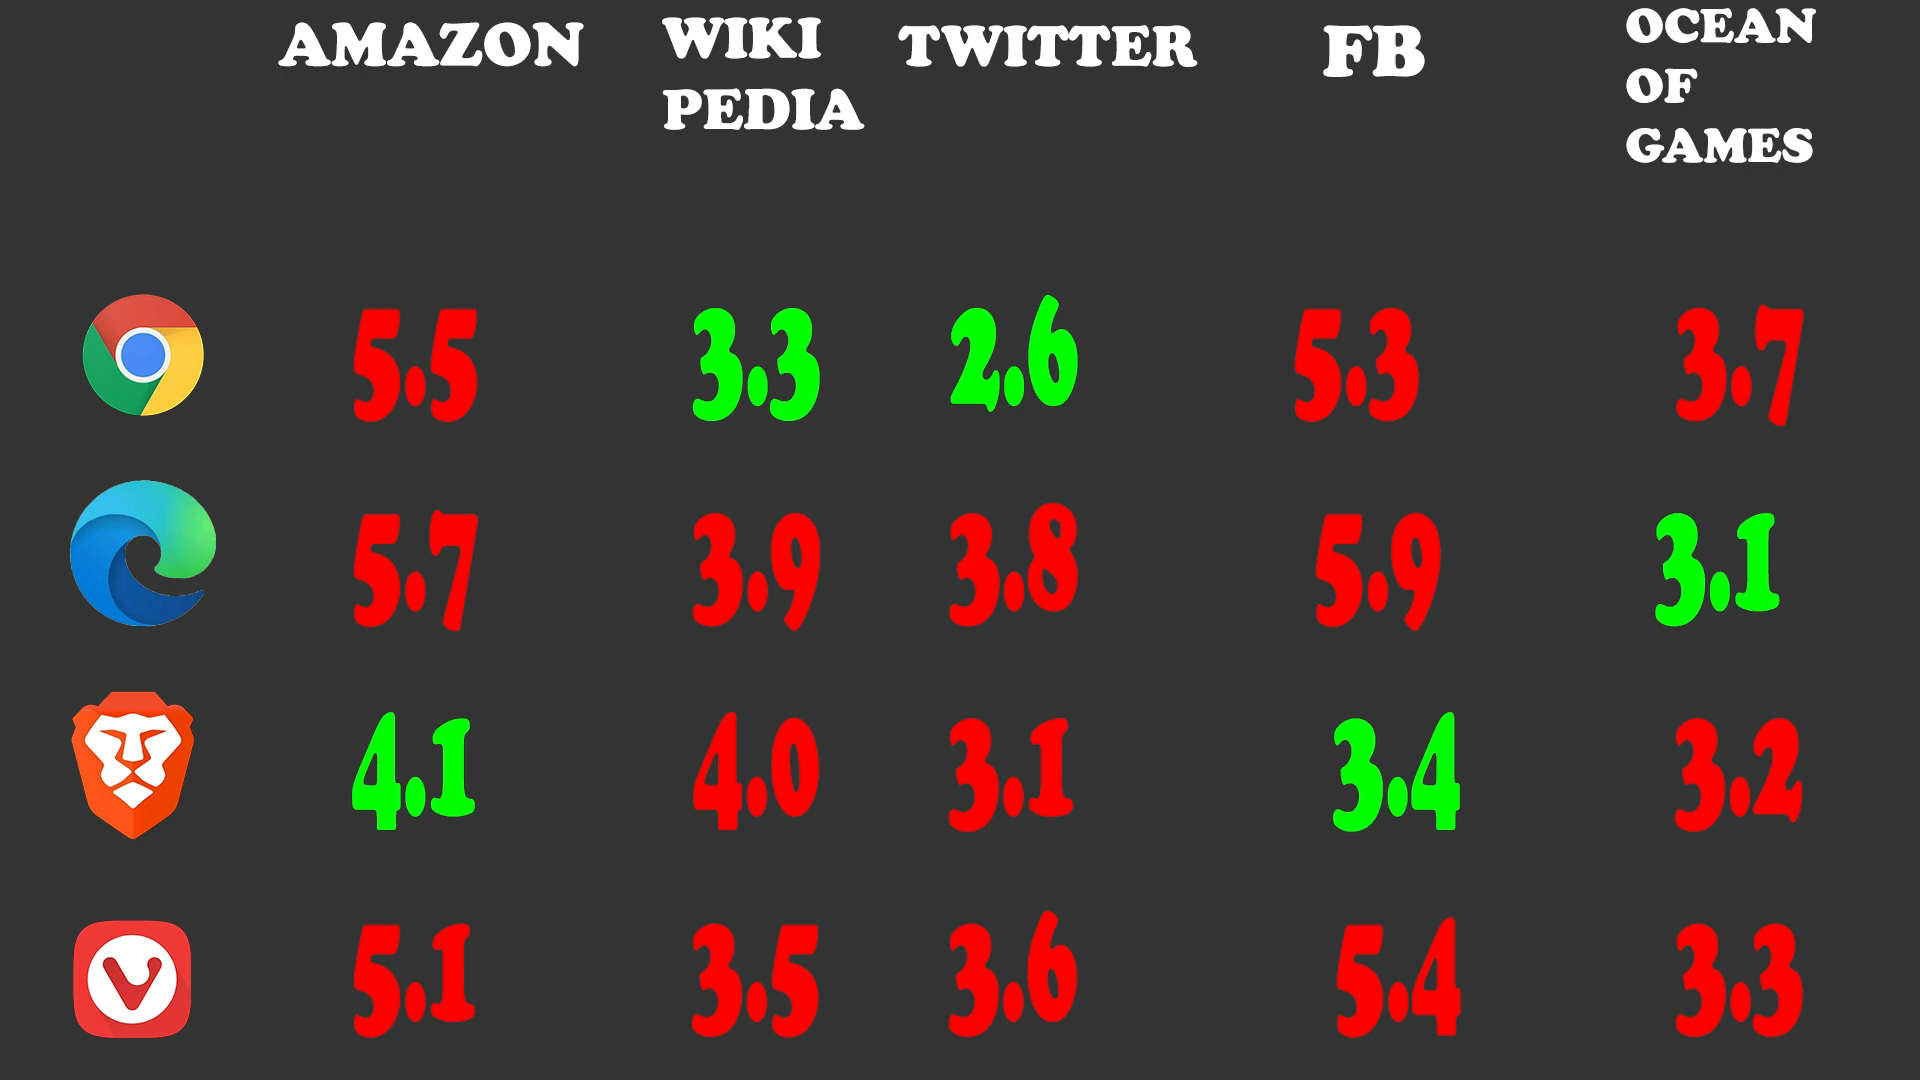 AMAZON WIKI PEDIA TWITTER FB OCEAN OF GAMES
5.5 3.3 2.6 5.3 3.7
5.7 3.9 3.8 5.9 3.1
4.1 4.0 3.1 3.4 3.2
5.1 3.5 3.6 5.4 3.3